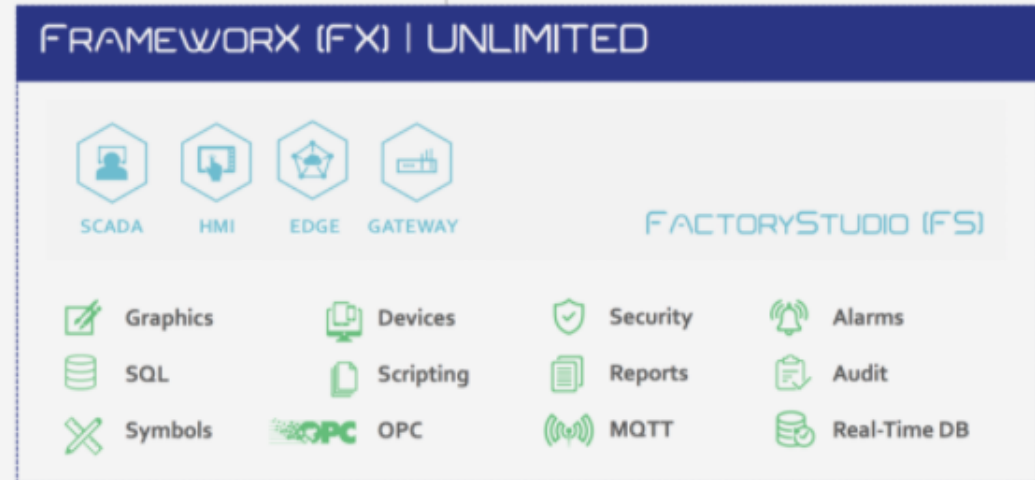 FRAMEWORX (FX) | UNLIMITED
SCADA HMI EDGE GATEWAY
FACTORYSTUDIO (FS)
Graphics Devices Security Alarms
SQL Scripting Reports Audit
Symbols OPC OPC MQTT Real-Time DB